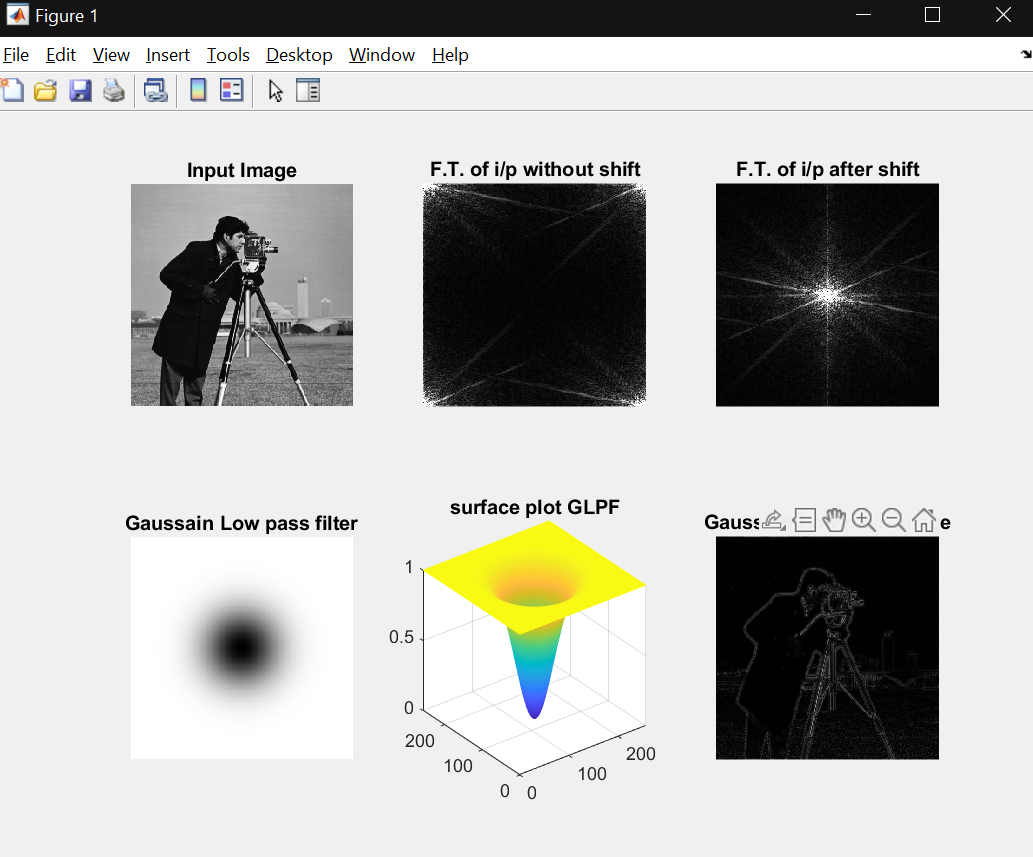 Figure 1
File Edit View Insert Tools Desktop Window Help
Input Image
F.T. of i/p without shift
F.T. of i/p after shift
Gaussain Low pass filter
surface plot GLPF
1
0.5
0
200
100
0
0
100
200